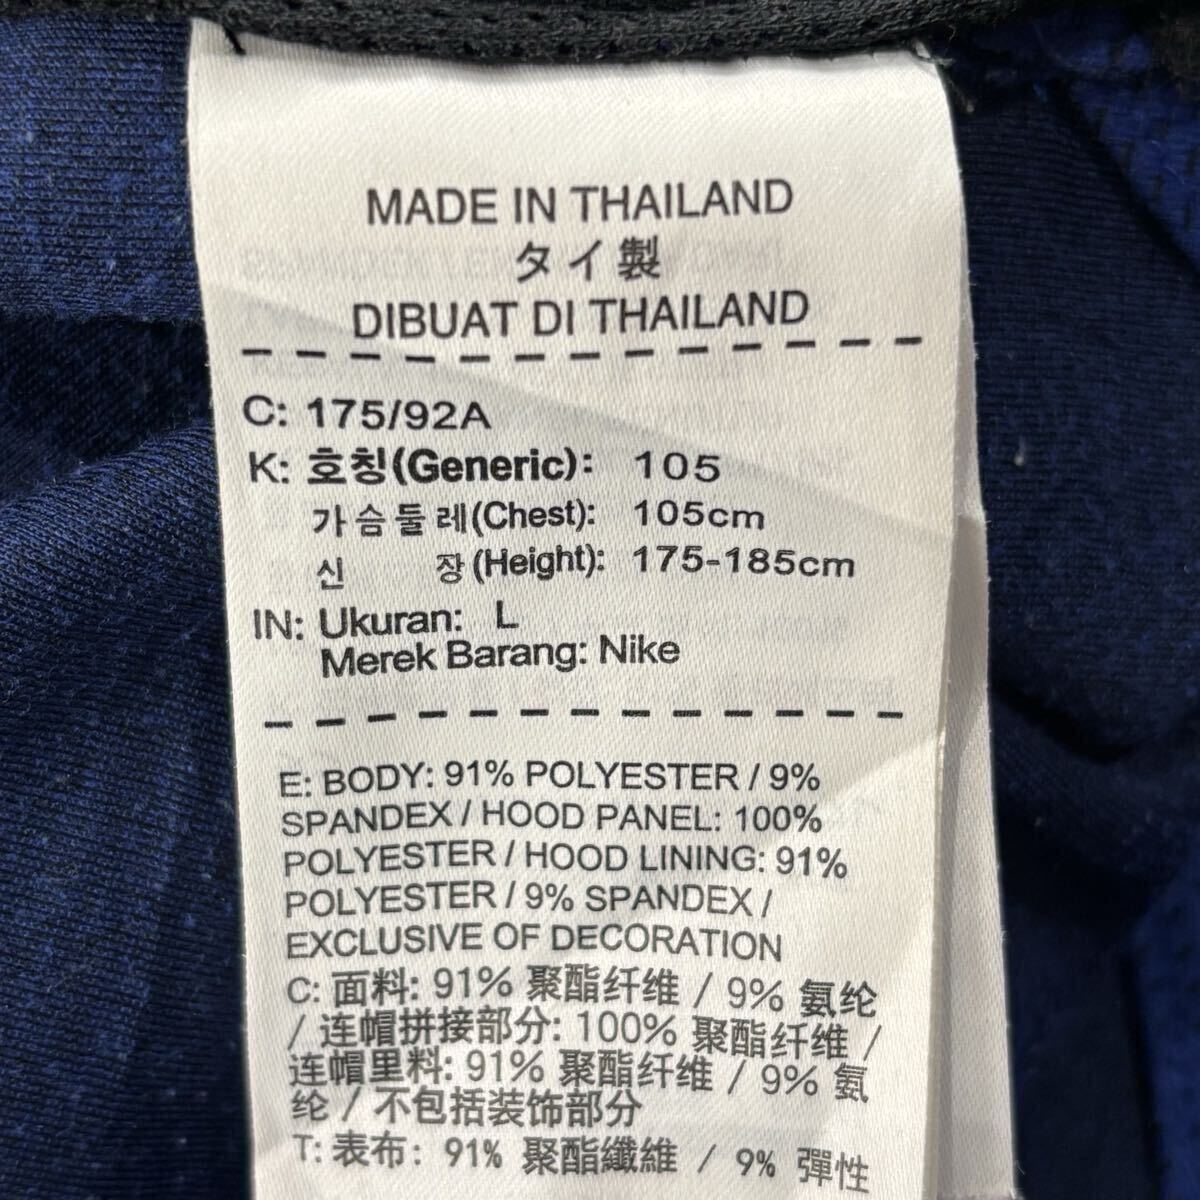 MADE IN THAILAND
タイ製
DIBUAT DI THAILAND
C: 175/92A
K: 호칭(Generic): 105
가슴둘레(Chest): 105cm
신 장(Height): 175-185cm
IN: Ukuran: L
Merek Barang: Nike
E: BODY: 91% POLYESTER / 9%
SPANDEX / HOOD PANEL: 100%
POLYESTER / HOOD LINING: 91%
POLYESTER / 9% SPANDEX /
EXCLUSIVE OF DECORATION
C: 面料: 91% 聚酯纤维 / 9% 氨纶
/ 连帽拼接部分: 100% 聚酯纤维 /
连帽里料: 91% 聚酯纤维 / 9% 氨
纶 / 不包括装饰部分
T: 表布: 91% 聚酯纖維 / 9% 彈性